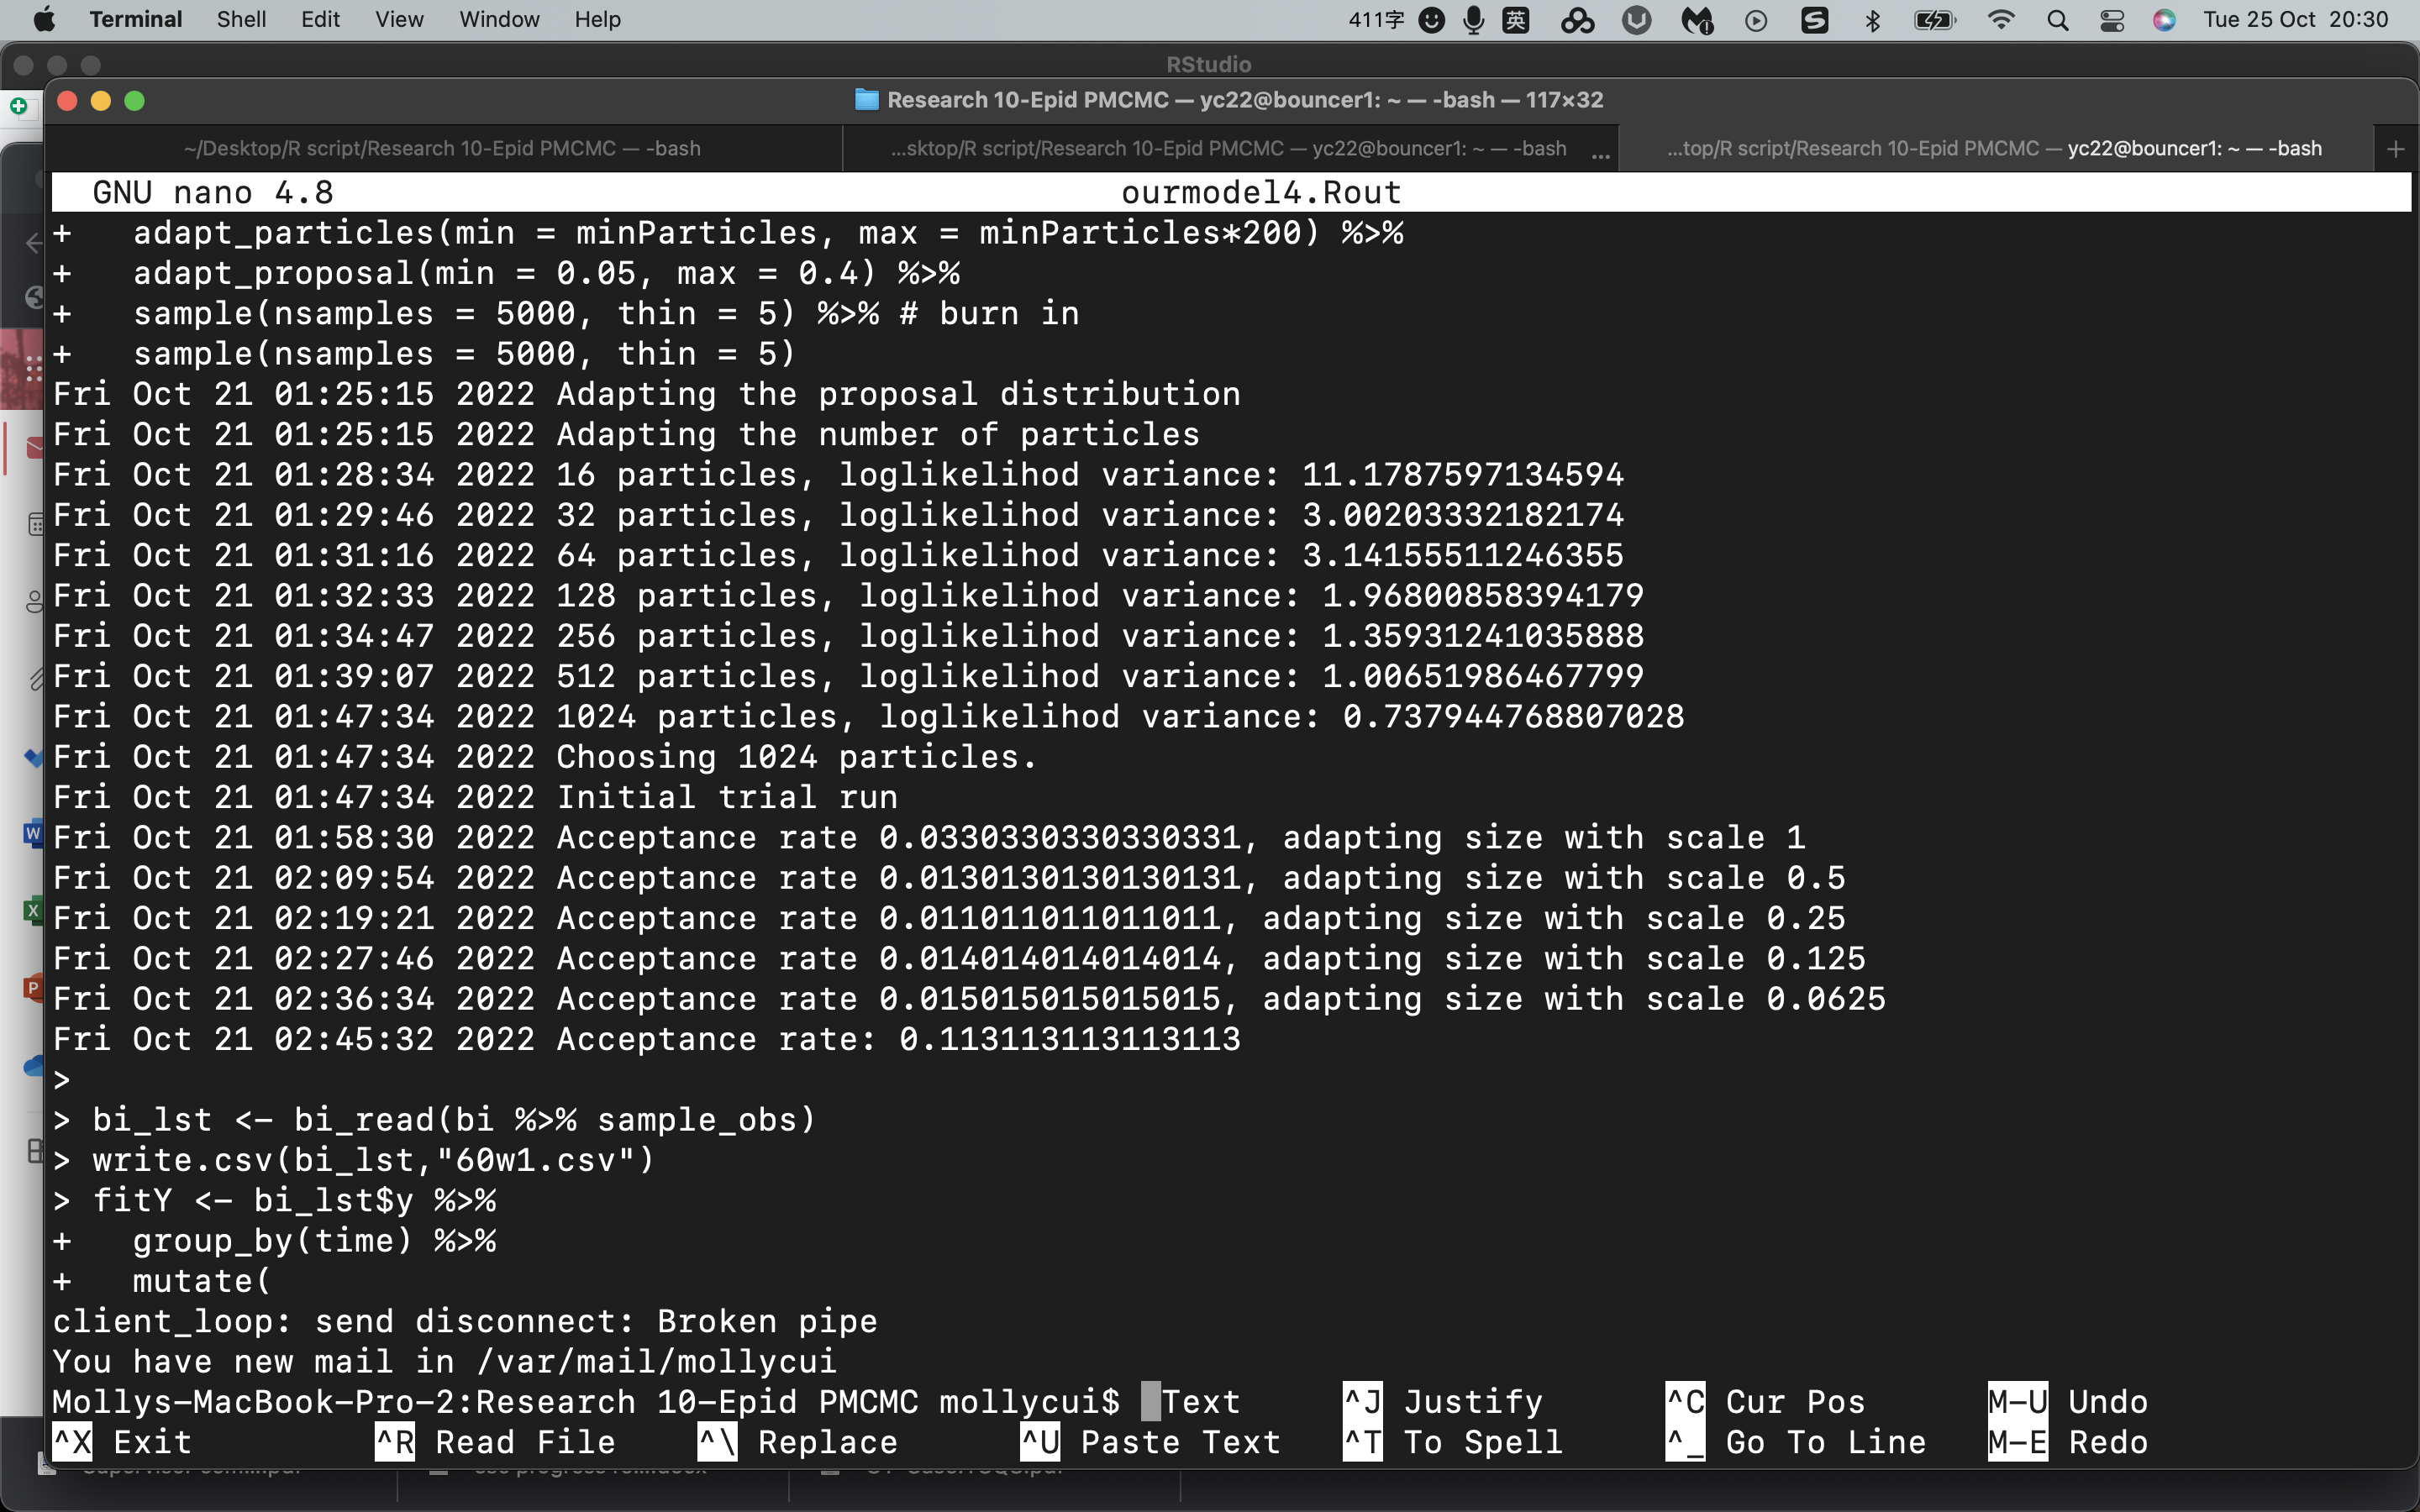 Terminal Shell Edit View Window Help 411字 英 Tue 25 Oct 20:30
RStudio
Research 10-Epid PMCMC — yc22@bouncer1: ~ — -bash — 117×32
~/Desktop/R script/Research 10-Epid PMCMC — -bash
...sktop/R script/Research 10-Epid PMCMC — yc22@bouncer1: ~ — -bash ...
...top/R script/Research 10-Epid PMCMC — yc22@bouncer1: ~ — -bash
GNU nano 4.8 ourmodel4.Rout
+   adapt_particles(min = minParticles, max = minParticles*200) %>%
+   adapt_proposal(min = 0.05, max = 0.4) %>%
+   sample(nsamples = 5000, thin = 5) %>% # burn in
+   sample(nsamples = 5000, thin = 5)
Fri Oct 21 01:25:15 2022 Adapting the proposal distribution
Fri Oct 21 01:25:15 2022 Adapting the number of particles
Fri Oct 21 01:28:34 2022 16 particles, loglikelihod variance: 11.1787597134594
Fri Oct 21 01:29:46 2022 32 particles, loglikelihod variance: 3.00203332182174
Fri Oct 21 01:31:16 2022 64 particles, loglikelihod variance: 3.14155511246355
Fri Oct 21 01:32:33 2022 128 particles, loglikelihod variance: 1.96800858394179
Fri Oct 21 01:34:47 2022 256 particles, loglikelihod variance: 1.35931241035888
Fri Oct 21 01:39:07 2022 512 particles, loglikelihod variance: 1.00651986467799
Fri Oct 21 01:47:34 2022 1024 particles, loglikelihod variance: 0.737944768807028
Fri Oct 21 01:47:34 2022 Choosing 1024 particles.
Fri Oct 21 01:47:34 2022 Initial trial run
Fri Oct 21 01:58:30 2022 Acceptance rate 0.0330330330330331, adapting size with scale 1
Fri Oct 21 02:09:54 2022 Acceptance rate 0.0130130130130131, adapting size with scale 0.5
Fri Oct 21 02:19:21 2022 Acceptance rate 0.011011011011011, adapting size with scale 0.25
Fri Oct 21 02:27:46 2022 Acceptance rate 0.014014014014014, adapting size with scale 0.125
Fri Oct 21 02:36:34 2022 Acceptance rate 0.015015015015015, adapting size with scale 0.0625
Fri Oct 21 02:45:32 2022 Acceptance rate: 0.113113113113113
>
> bi_lst <- bi_read(bi %>% sample_obs)
> write.csv(bi_lst,"60w1.csv")
> fitY <- bi_lst$y %>%
+   group_by(time) %>%
+   mutate(
client_loop: send disconnect: Broken pipe
You have new mail in /var/mail/mollycui
Mollys-MacBook-Pro-2:Research 10-Epid PMCMC mollycui$ Text ^J Justify ^C Cur Pos M-U Undo
^X Exit ^R Read File ^\ Replace ^U Paste Text ^T To Spell ^_ Go To Line M-E Redo